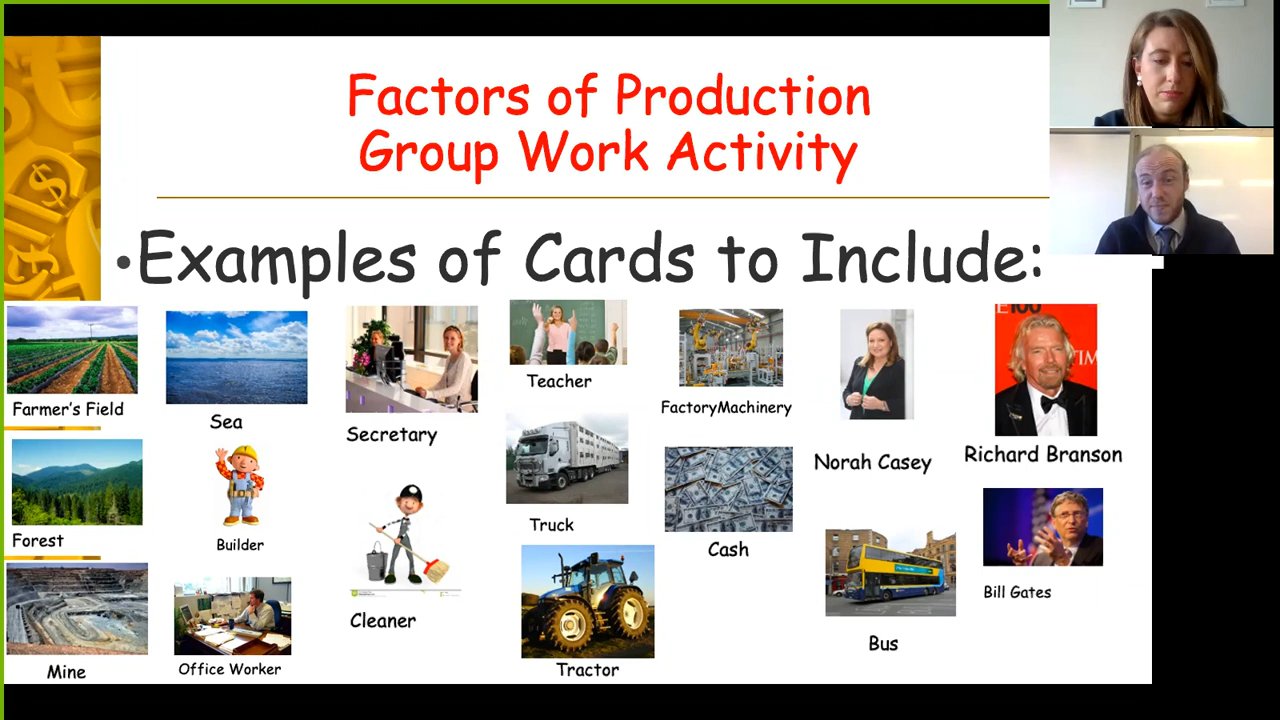 Factors of Production
Group Work Activity
•Examples of Cards to Include:
Farmer's Field
Sea
Secretary
Teacher
FactoryMachinery
Norah Casey
Richard Branson
Forest
Builder
Cleaner
Truck
Cash
Bus
Bill Gates
Mine
Office Worker
Tractor